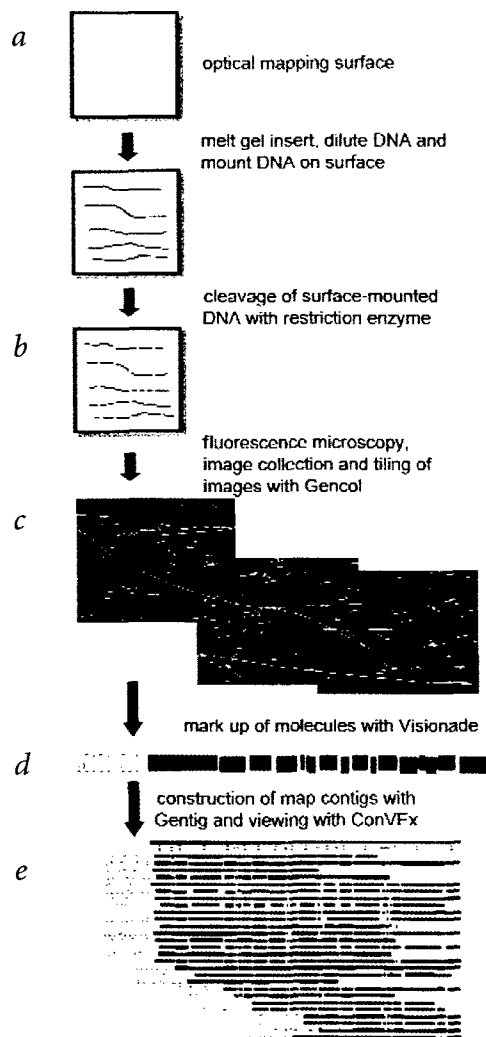 a
optical mapping surface
melt gel insert, dilute DNA and
mount DNA on surface
cleavage of surface-mounted
DNA with restriction enzyme
b
fluorescence microscopy,
image collection and tiling of
images with Gencol
c
mark up of molecules with Visionade
d
construction of map contigs with
Gentig and viewing with ConVFx
e